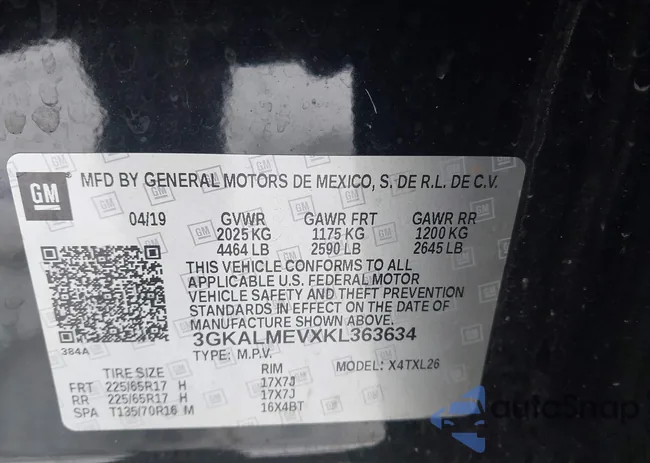 GM MFD BY GENERAL MOTORS DE MEXICO, S. DE R.L. DE C.V.
04/19 GVWR GAWR FRT GAWR RR
2025 KG 1175 KG 1200 KG
4464 LB 2590 LB 2645 LB
THIS VEHICLE CONFORMS TO ALL
APPLICABLE U.S. FEDERAL MOTOR
VEHICLE SAFETY AND THEFT PREVENTION
STANDARDS IN EFFECT ON THE DATE OF
MANUFACTURE SHOWN ABOVE.
384A 3GKALMEVXKL363634
TYPE: M.P.V. MODEL: X4TXL26
TIRE SIZE RIM
FRT 225/65R17 H 17X7J
RR 225/65R17 H 17X7J
SPA T135/70R16 M 16X4BT
AutoSnap